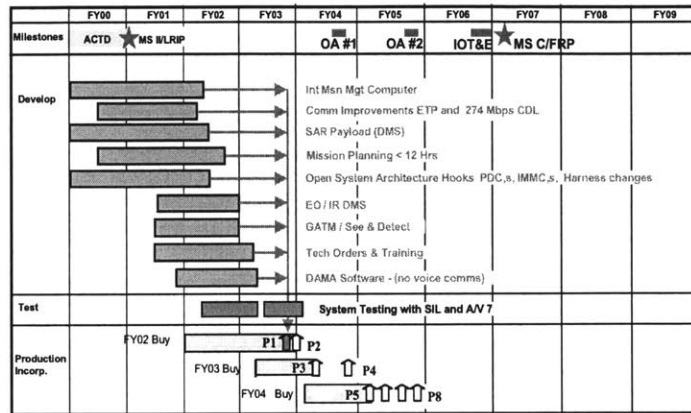 FY00 FY01 FY02 FY03 FY04 FY05 FY06 FY07 FY08 FY09
Milestones ACTD MS II/LRIP OA #1 OA #2 IOT&E MS C/FRP
Develop
Int Msn Mgt Computer
Comm Improvements ETP and 274 Mbps CDL
SAR Payload (DMS)
Mission Planning < 12 Hrs
Open System Architecture Hooks PDC,s, IMMC,s, Harness changes
EO / IR DMS
GATM / See & Detect
Tech Orders & Training
DAMA Software - (no voice comms)
Test System Testing with SIL and A/V 7
Production
Incorp.
FY02 Buy P1 P2
FY03 Buy P3 P4
FY04 Buy P5 P8